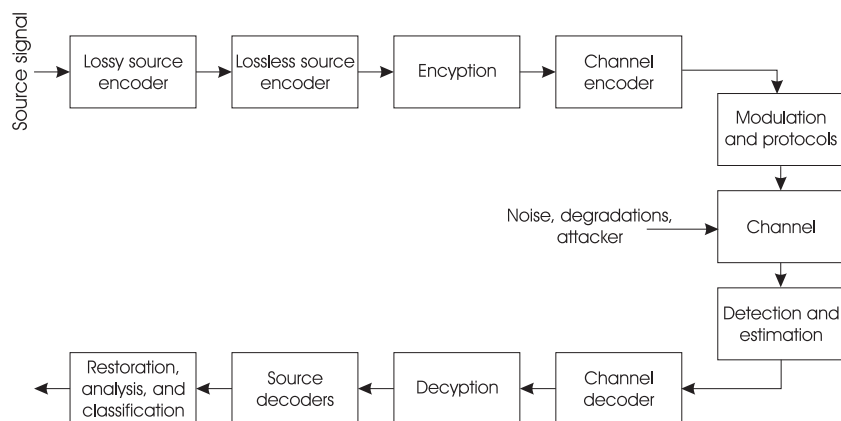 Source signal
Lossy source
encoder
Lossless source
encoder
Encyption
Channel
encoder
Modulation
and protocols
Noise, degradations,
attacker
Channel
Detection and
estimation
Restoration,
analysis, and
classification
Source
decoders
Decyption
Channel
decoder